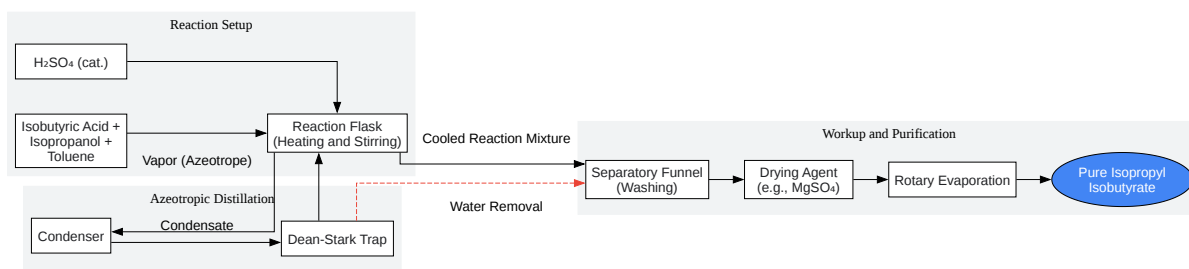 Reaction Setup
H₂SO₄ (cat.)
Isobutyric Acid +
Isopropanol +
Toluene
Reaction Flask
(Heating and Stirring)
Vapor (Azeotrope)
Cooled Reaction Mixture
Azeotropic Distillation
Condenser
Condensate
Dean-Stark Trap
Water Removal
Workup and Purification
Separatory Funnel
(Washing)
Drying Agent
(e.g., MgSO₄)
Rotary Evaporation
Pure Isopropyl
Isobutyrate